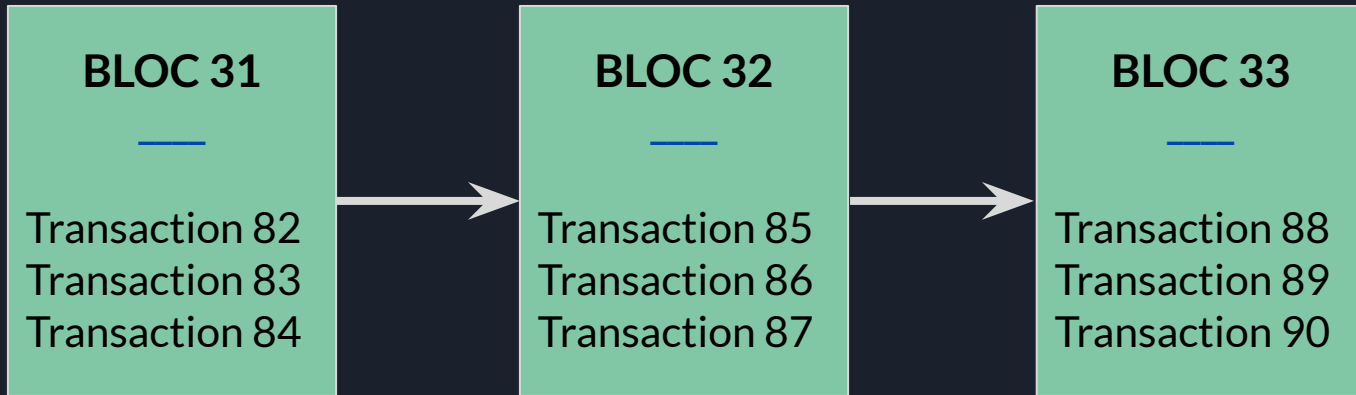 BLOC 31
Transaction 82
Transaction 83
Transaction 84
BLOC 32
Transaction 85
Transaction 86
Transaction 87
BLOC 33
Transaction 88
Transaction 89
Transaction 90